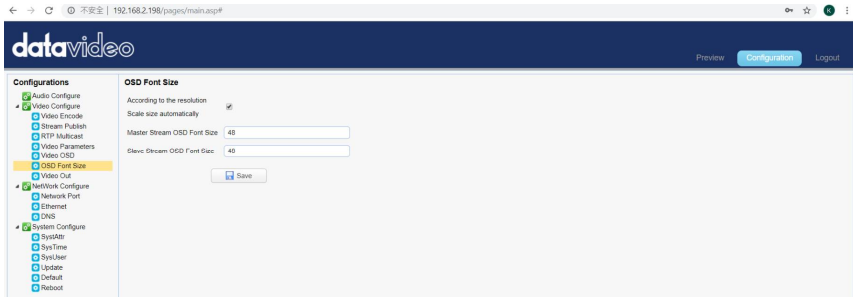 不安全 | 192.168.2.198/pages/main.asp#
K
datavideo
Preview Configuration Logout
Configurations
Audio Configure
Video Configure
Video Encode
Stream Publish
RTP Multicast
Video Parameters
Video OSD
OSD Font Size
Video Out
NetWork Configure
Network Port
Ethernet
DNS
System Configure
SystAttr
SysTime
SysUser
Update
Default
Reboot
OSD Font Size
According to the resolution
Scale size automatically
Master Stream OSD Font Size 48
Slave Stream OSD Font Size 48
Save